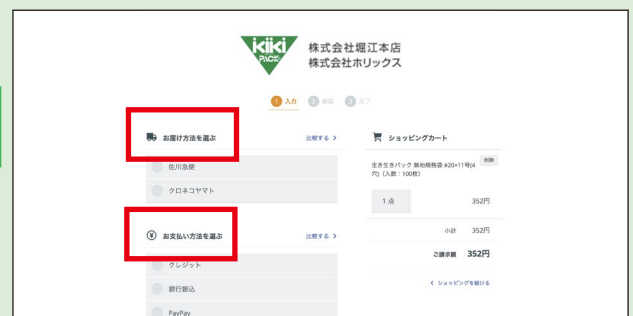 kiki
PACK
株式会社堀江本店
株式会社ホリックス
1 入力 2 確認 3 完了
お届け方法を選ぶ 比較する >
佐川急便
クロネコヤマト
¥ お支払い方法を選ぶ 比較する >
クレジット
銀行振込
PayPay
ショッピングカート
生き生きパック 無地規格袋 #20×11号(4 削除
穴)（入数：100枚）
1 点 352円
小計 352円
ご請求額 352円
< ショッピングを続ける